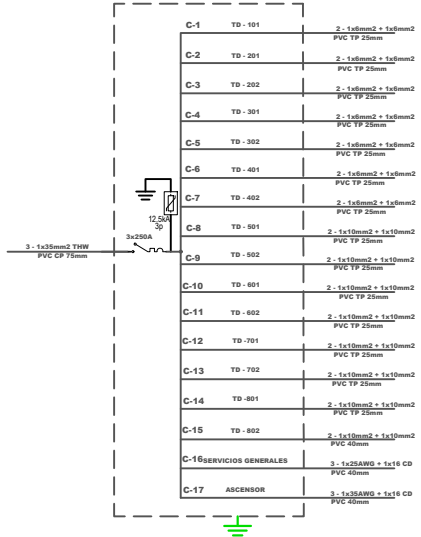 C-1 TD - 101 2 - 1x6mm2 + 1x6mm2
PVC TP 25mm
C-2 TD - 201 2 - 1x6mm2 + 1x6mm2
PVC TP 25mm
C-3 TD - 202 2 - 1x6mm2 + 1x6mm2
PVC TP 25mm
C-4 TD - 301 2 - 1x6mm2 + 1x6mm2
PVC TP 25mm
C-5 TD - 302 2 - 1x6mm2 + 1x6mm2
PVC TP 25mm
C-6 TD - 401 2 - 1x6mm2 + 1x6mm2
PVC TP 25mm
C-7 TD - 402 2 - 1x6mm2 + 1x6mm2
PVC TP 25mm
12,5kA
3p
C-8 TD - 501 2 - 1x10mm2 + 1x10mm2
PVC TP 25mm
3x250A
3 - 1x35mm2 THW
PVC CP 75mm
C-9 TD - 502 2 - 1x10mm2 + 1x10mm2
PVC TP 25mm
C-10 TD - 601 2 - 1x10mm2 + 1x10mm2
PVC TP 25mm
C-11 TD - 602 2 - 1x10mm2 + 1x10mm2
PVC TP 25mm
C-12 TD -701 2 - 1x10mm2 + 1x10mm2
PVC TP 25mm
C-13 TD - 702 2 - 1x10mm2 + 1x10mm2
PVC TP 25mm
C-14 TD -801 2 - 1x10mm2 + 1x10mm2
PVC TP 25mm
C-15 TD - 802 2 - 1x10mm2 + 1x10mm2
PVC 40mm
C-16 SERVICIOS GENERALES 3 - 1x25AWG + 1x16 CD
PVC 40mm
C-17 ASCENSOR 3 - 1x35AWG + 1x16 CD
PVC 40mm